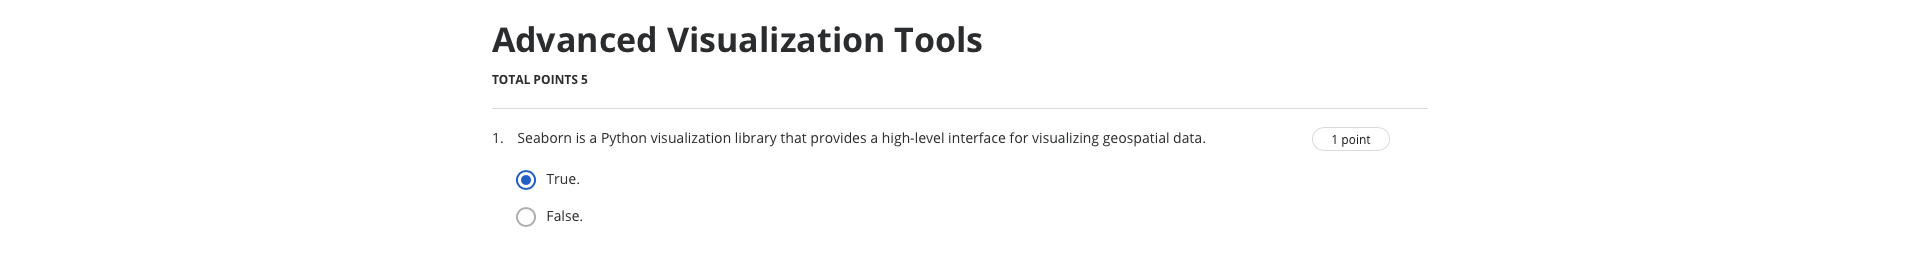 Advanced Visualization Tools
TOTAL POINTS 5
1. Seaborn is a Python visualization library that provides a high-level interface for visualizing geospatial data. 1 point
True.
False.